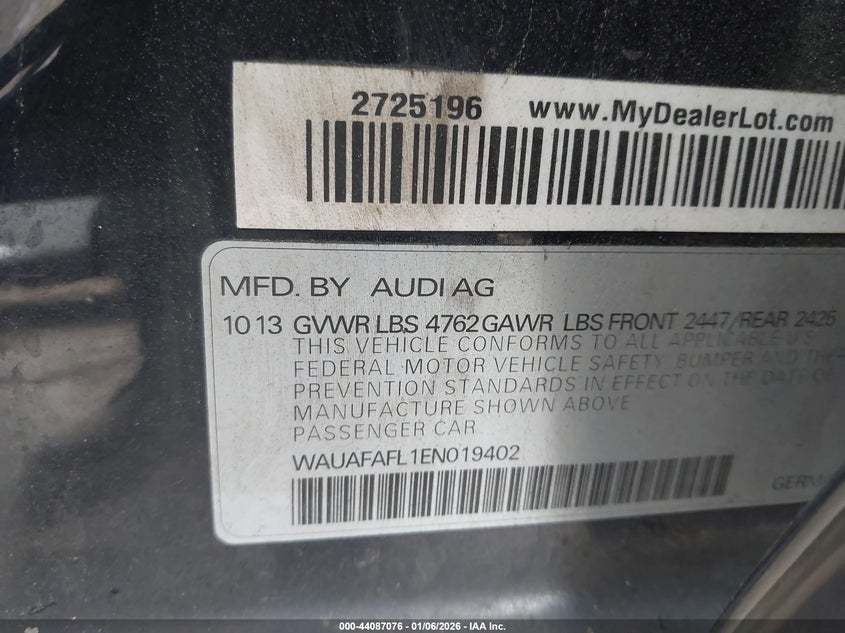 2725196 www.MyDealerLot.com
MFD. BY AUDI AG
10 13 GVWR LBS 4762 GAWR LBS FRONT 2447/REAR 2425
THIS VEHICLE CONFORMS TO ALL APPLICABLE U.S.
FEDERAL MOTOR VEHICLE SAFETY, BUMPER AND
PREVENTION STANDARDS IN EFFECT ON THE DATE OF
MANUFACTURE SHOWN ABOVE
PASSENGER CAR
WAUAFAFL1EN019402
000-44087076 | 01/06/2026 | IAA Inc.